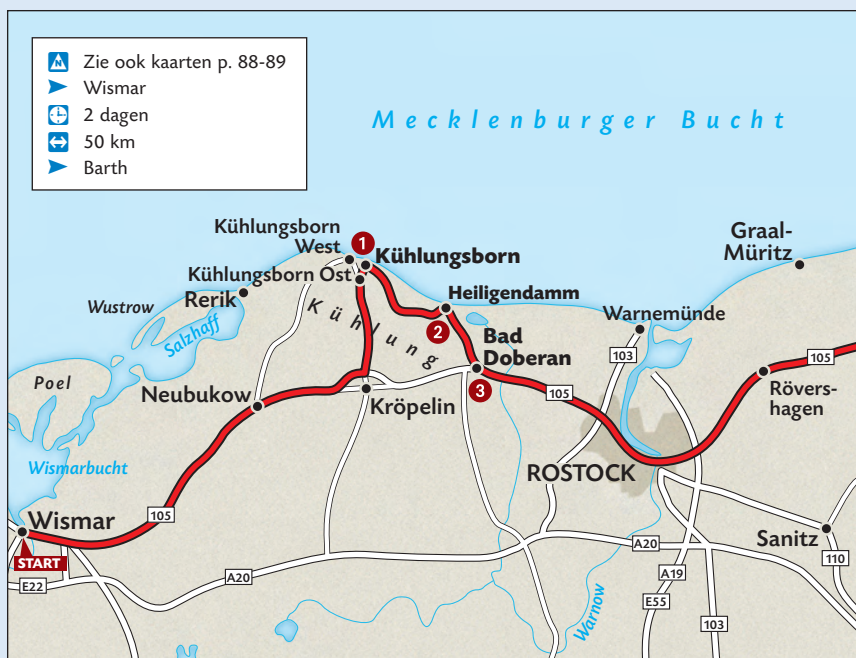 Zie ook kaarten p. 88-89
Wismar
2 dagen
50 km
Barth
Mecklenburger Bucht
Kühlungsborn
West
1
Kühlungsborn
Kühlungsborn Ost
Graal-
Müritz
Wustrow
Rerik
Salzhaff
Kühlung
Heiligendamm
2
Warnemünde
103
Bad
Doberan
3
Poel
Neubukow
Kröpelin
105
105
Rövers-
hagen
Wismarbucht
ROSTOCK
Wismar
START
105
Sanitz
E22
A20
A20
A19
110
E55
103
Warnow
N